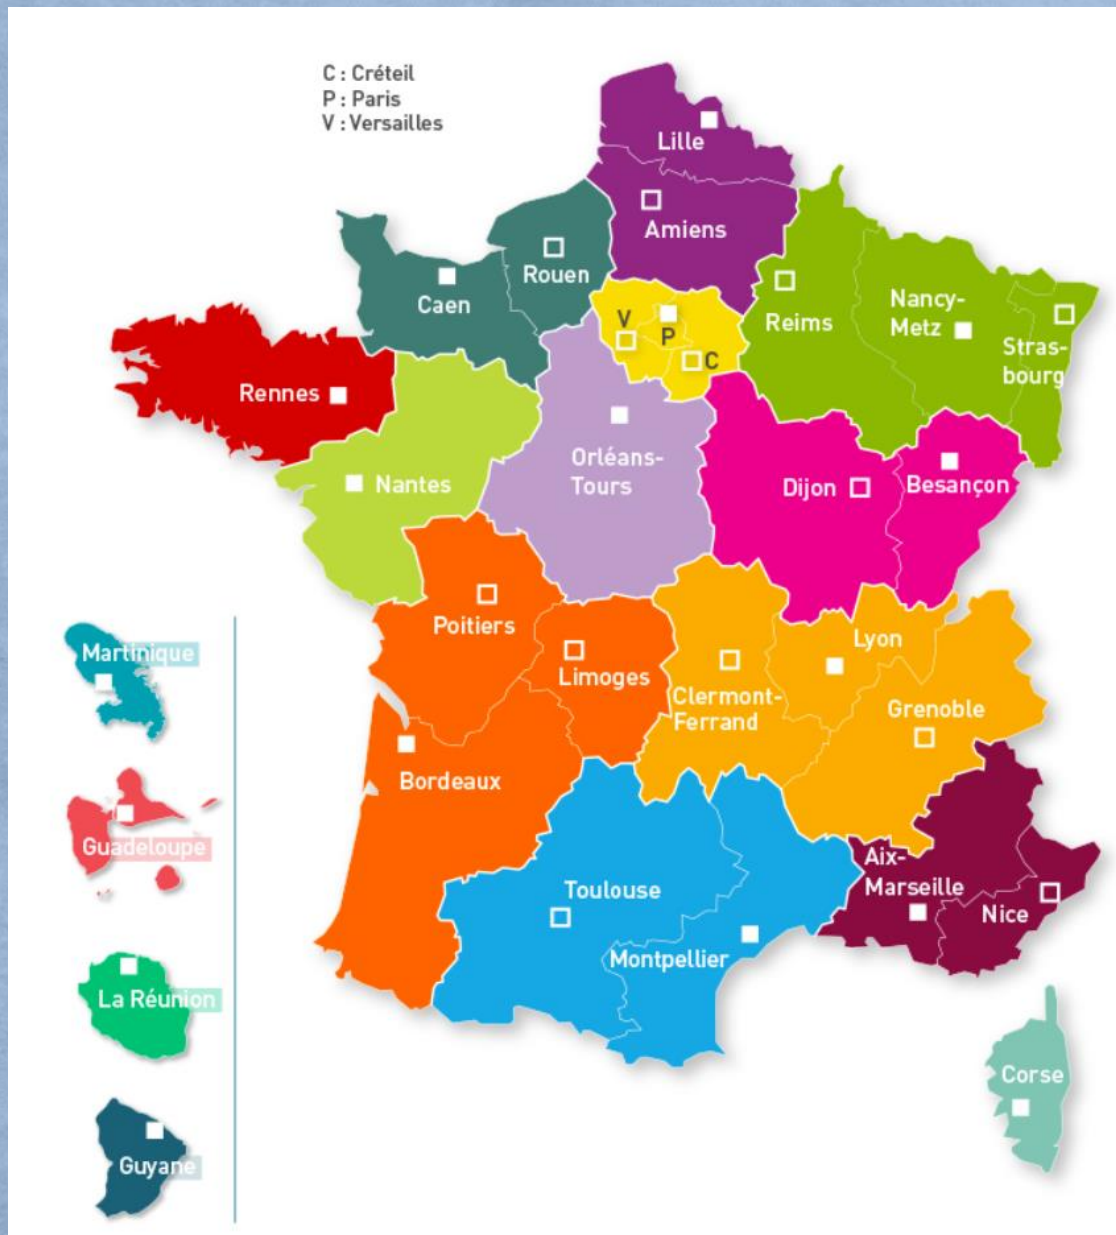 C : Créteil
P : Paris
V : Versailles
Lille
Amiens
Rouen
Caen
Reims
Nancy-
Metz
Stras-
bourg
V
P
C
Rennes
Nantes
Orléans-
Tours
Dijon
Besançon
Poitiers
Limoges
Clermont-
Ferrand
Lyon
Grenoble
Bordeaux
Toulouse
Montpellier
Aix-
Marseille
Nice
Corse
Martinique
Guadeloupe
La Réunion
Guyane